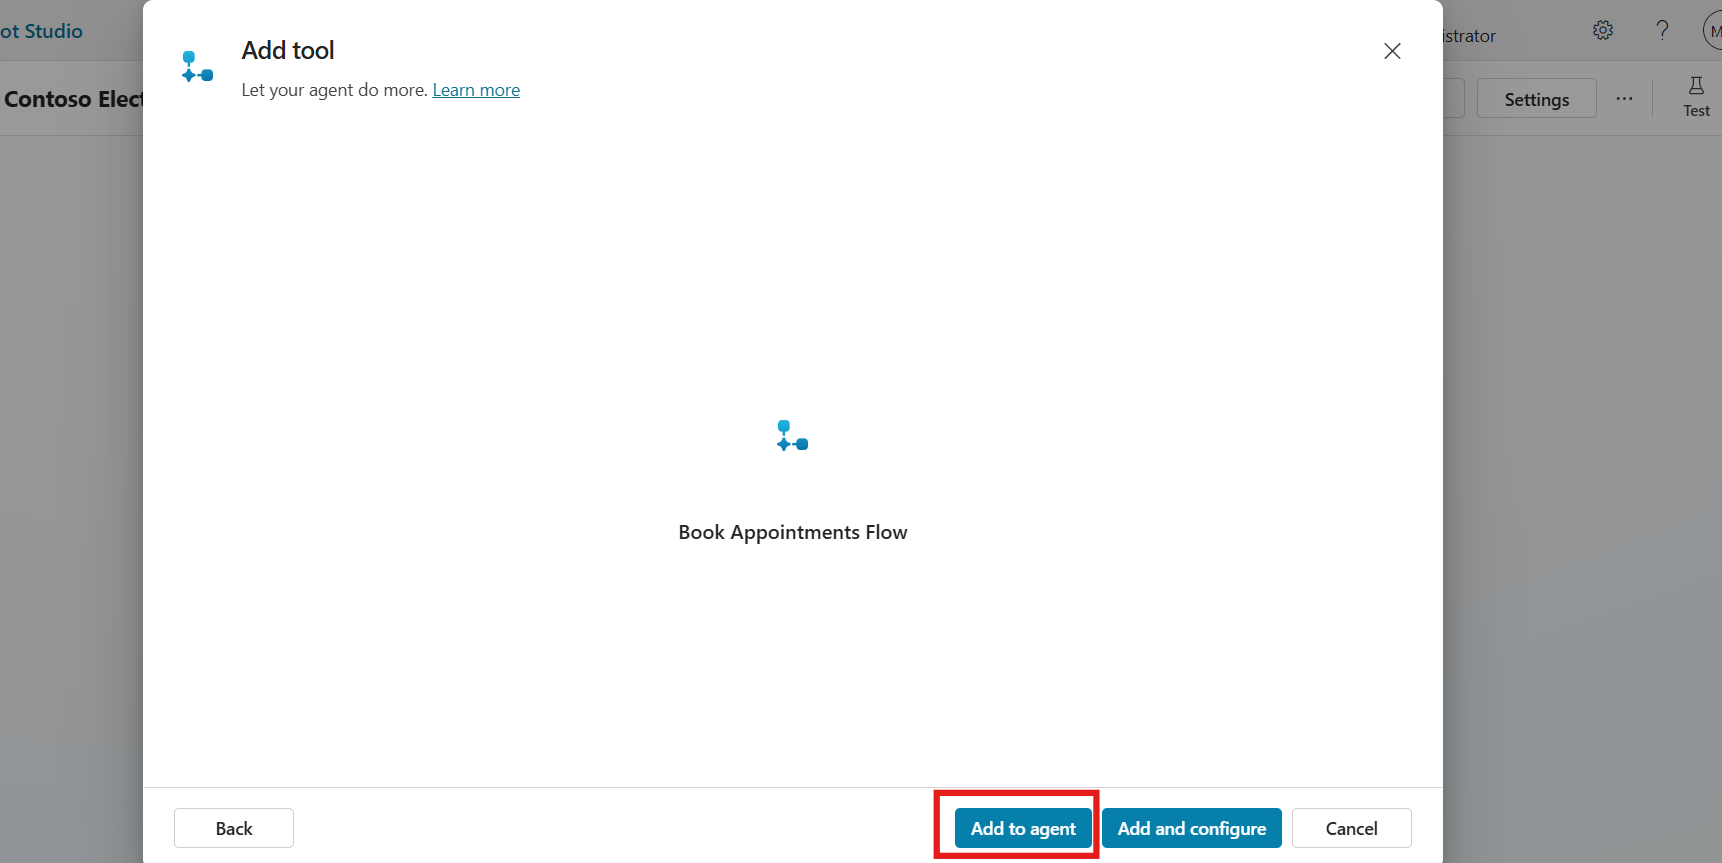 ot Studio
Add tool
Let your agent do more. Learn more
istrator
?
M
Contoso Elect
Settings
...
Test
Book Appointments Flow
Back
Add to agent
Add and configure
Cancel